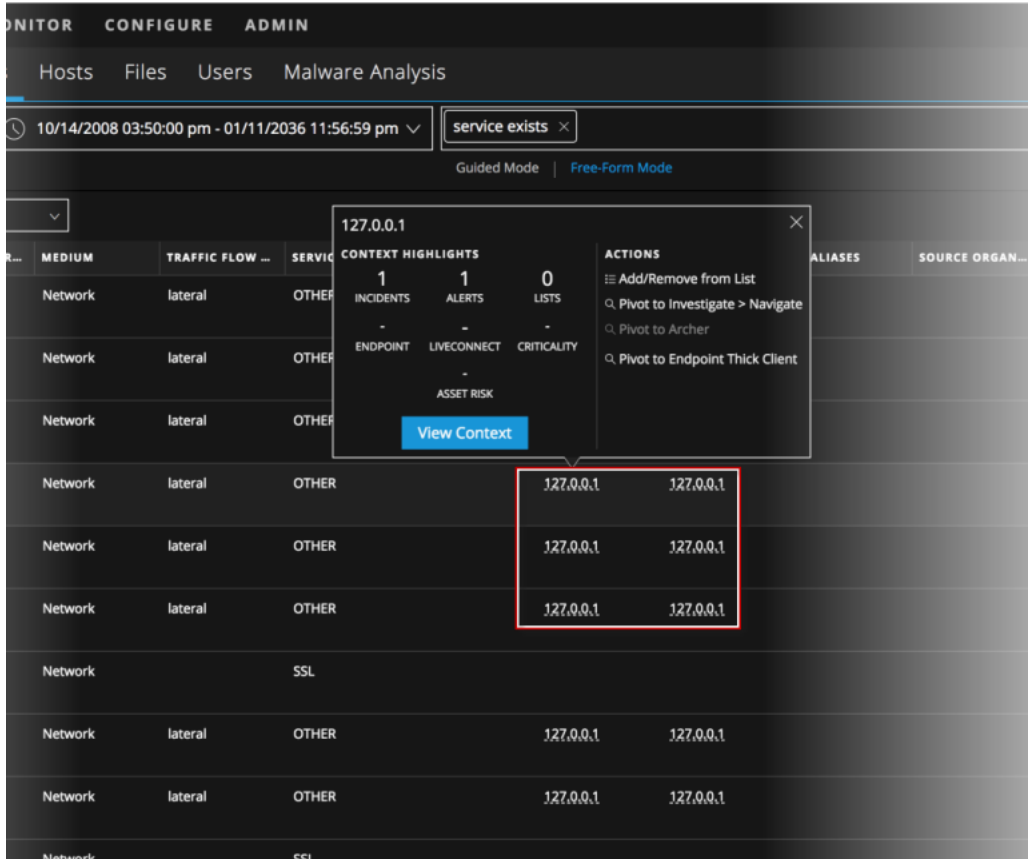 ONITOR CONFIGURE ADMIN
s Hosts Files Users Malware Analysis
10/14/2008 03:50:00 pm - 01/11/2036 11:56:59 pm service exists ×
Guided Mode | Free-Form Mode
127.0.0.1 ×
CONTEXT HIGHLIGHTS ACTIONS
1 1 0
INCIDENTS ALERTS LISTS
- - -
ENDPOINT LIVECONNECT CRITICALITY
-
ASSET RISK
View Context
Add/Remove from List
Pivot to Investigate > Navigate
Pivot to Archer
Pivot to Endpoint Thick Client
R... MEDIUM TRAFFIC FLOW ... SERVIC ALIASES SOURCE ORGAN...
Network lateral OTHER
Network lateral OTHER
Network lateral OTHER
Network lateral OTHER 127.0.0.1 127.0.0.1
Network lateral OTHER 127.0.0.1 127.0.0.1
Network lateral OTHER 127.0.0.1 127.0.0.1
Network SSL
Network lateral OTHER 127.0.0.1 127.0.0.1
Network lateral OTHER 127.0.0.1 127.0.0.1
Network SSL